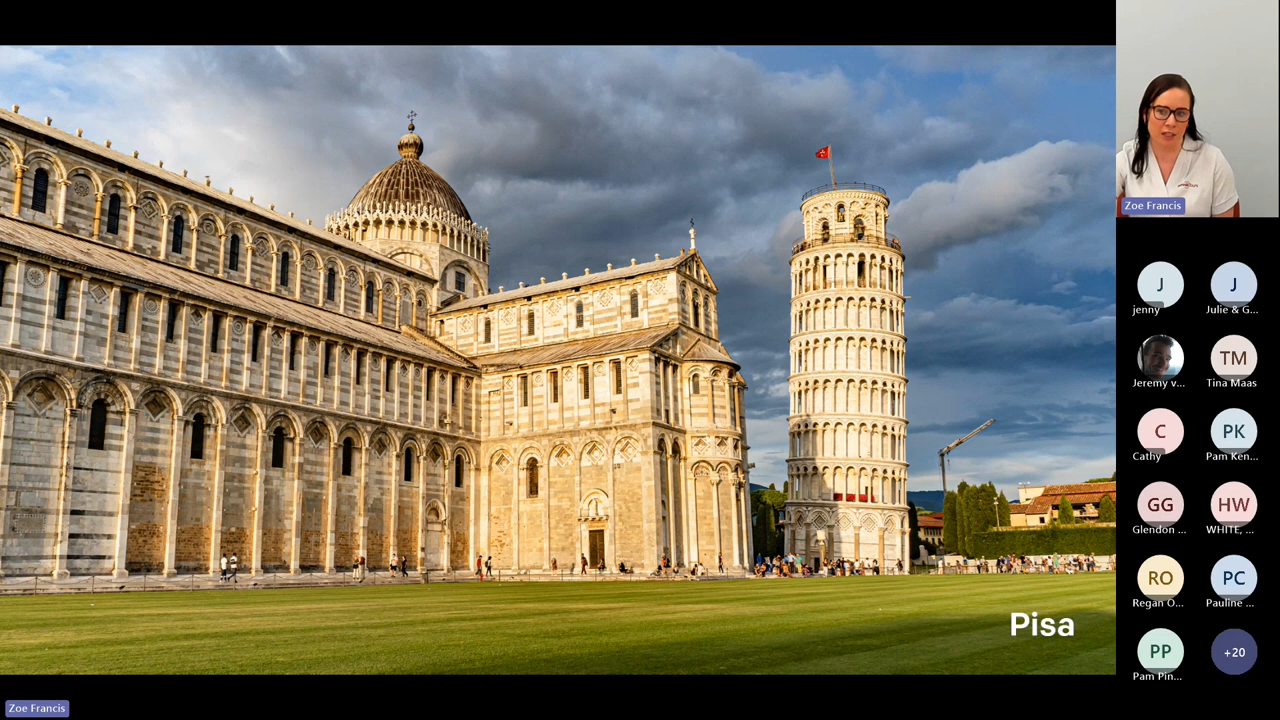 Pisa
Zoe Francis
Zoe Francis
J
jenny
J
Julie & G...
Jeremy v...
TM
Tina Maas
C
Cathy
PK
Pam Ken...
GG
Glendon ...
HW
WHITE, ...
RO
Regan O...
PC
Pauline ...
PP
Pam Pin...
+20